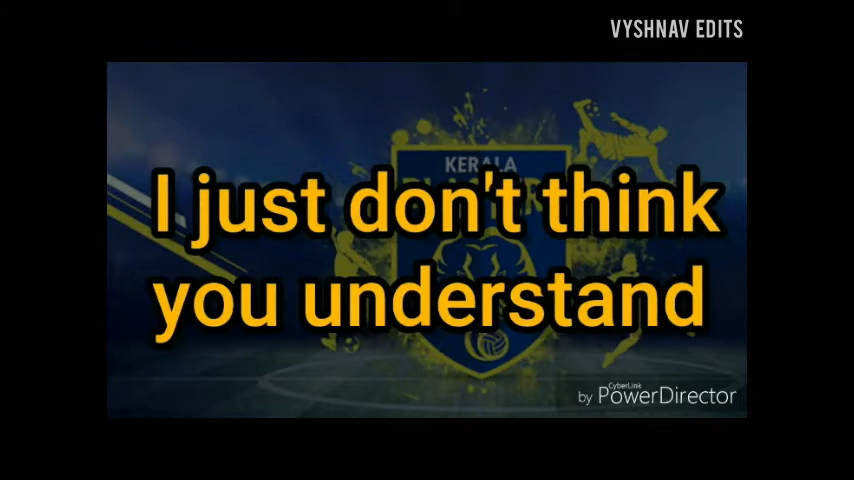 VYSHNAV EDITS
KERALA
I just don't think
you understand
CyberLink
by PowerDirector